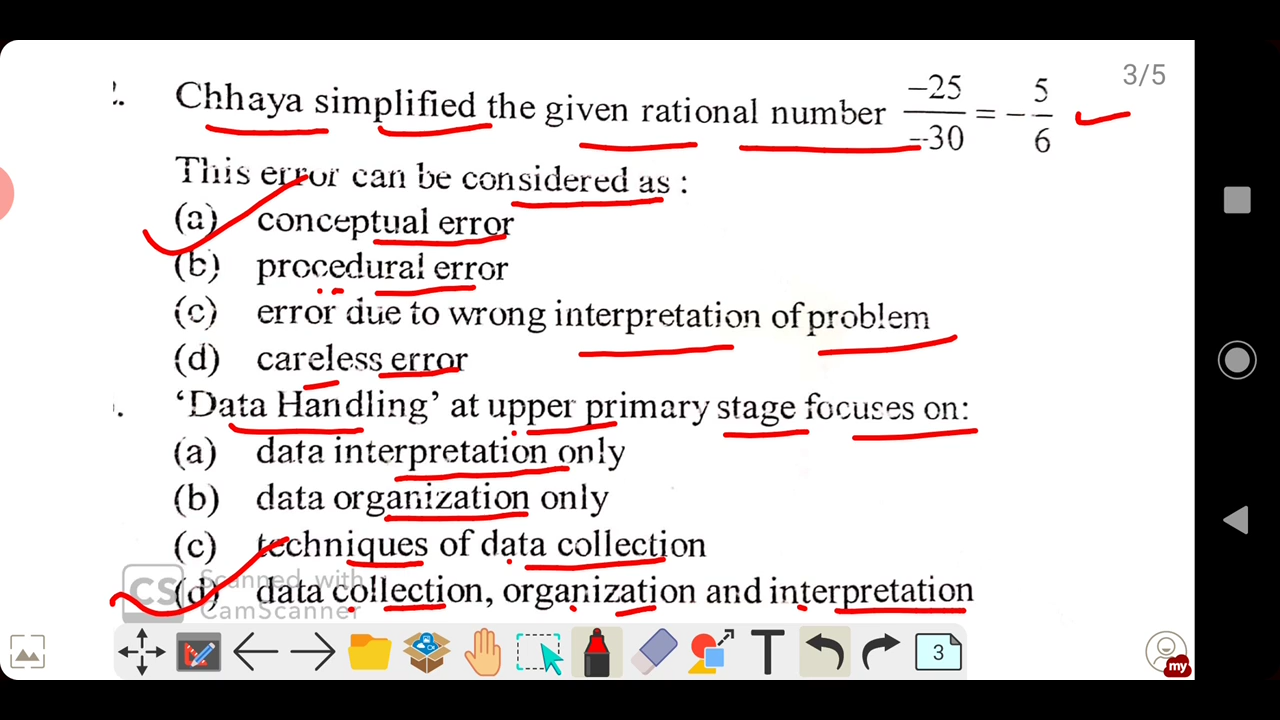 3/5
2. Chhaya simplified the given rational number −25/−30 = − 5/6
This error can be considered as :
(a) conceptual error
(b) procedural error
(c) error due to wrong interpretation of problem
(d) careless error
. 'Data Handling' at upper primary stage focuses on:
(a) data interpretation only
(b) data organization only
(c) techniques of data collection
(d) data collection, organization and interpretation
CS Scanned with
CamScanner
T
3
my